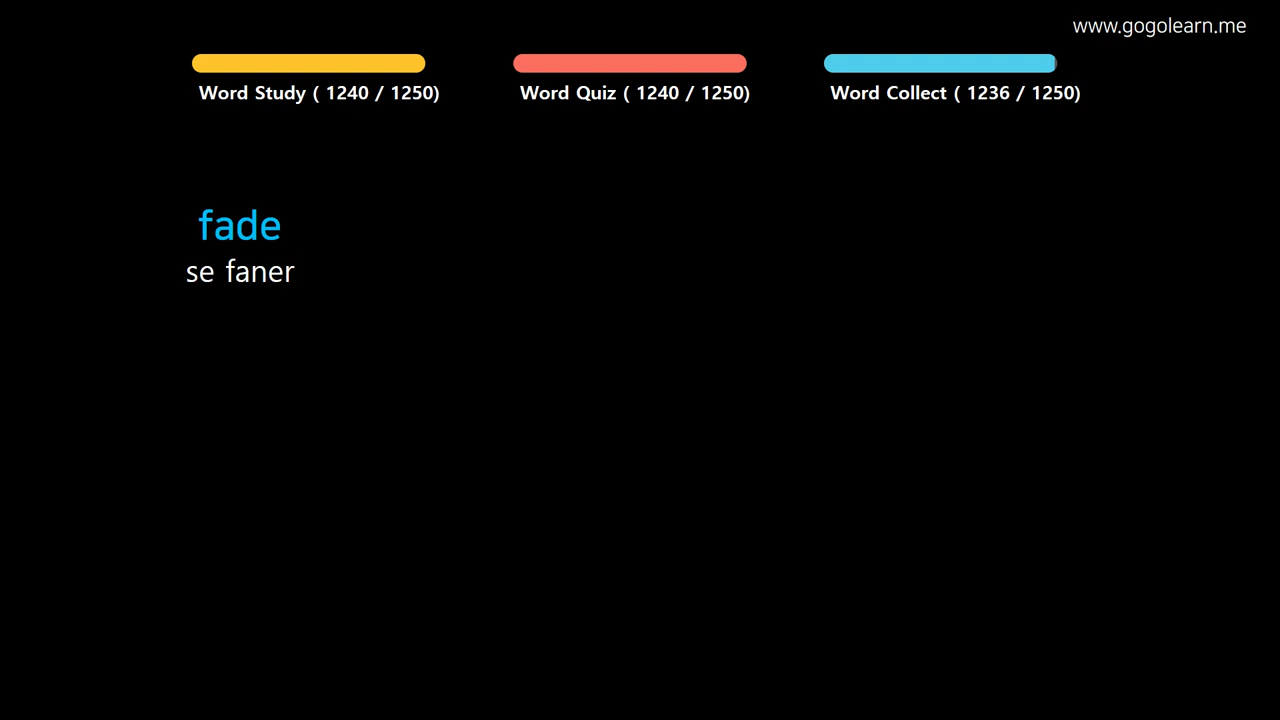 www.gogolearn.me
Word Study ( 1240 / 1250)
Word Quiz ( 1240 / 1250)
Word Collect ( 1236 / 1250)
fade
se faner